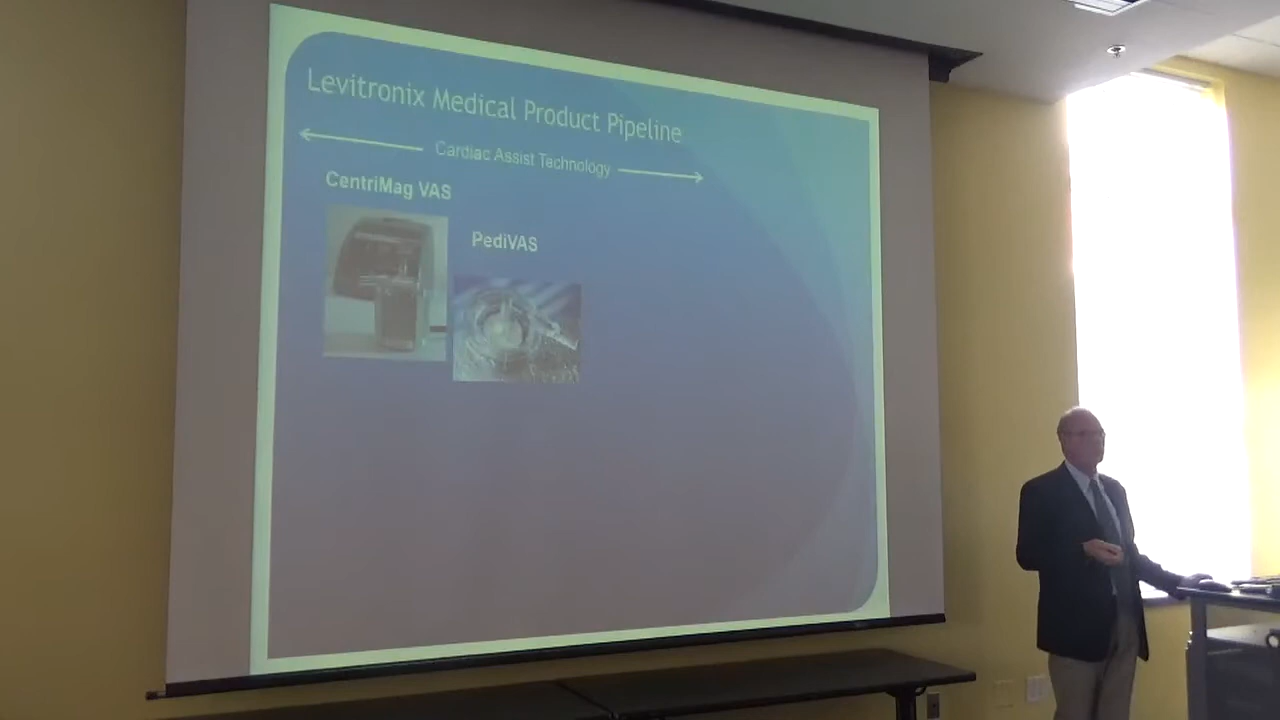 Levitronix Medical Product Pipeline
Cardiac Assist Technology
CentriMag VAS
PediVAS